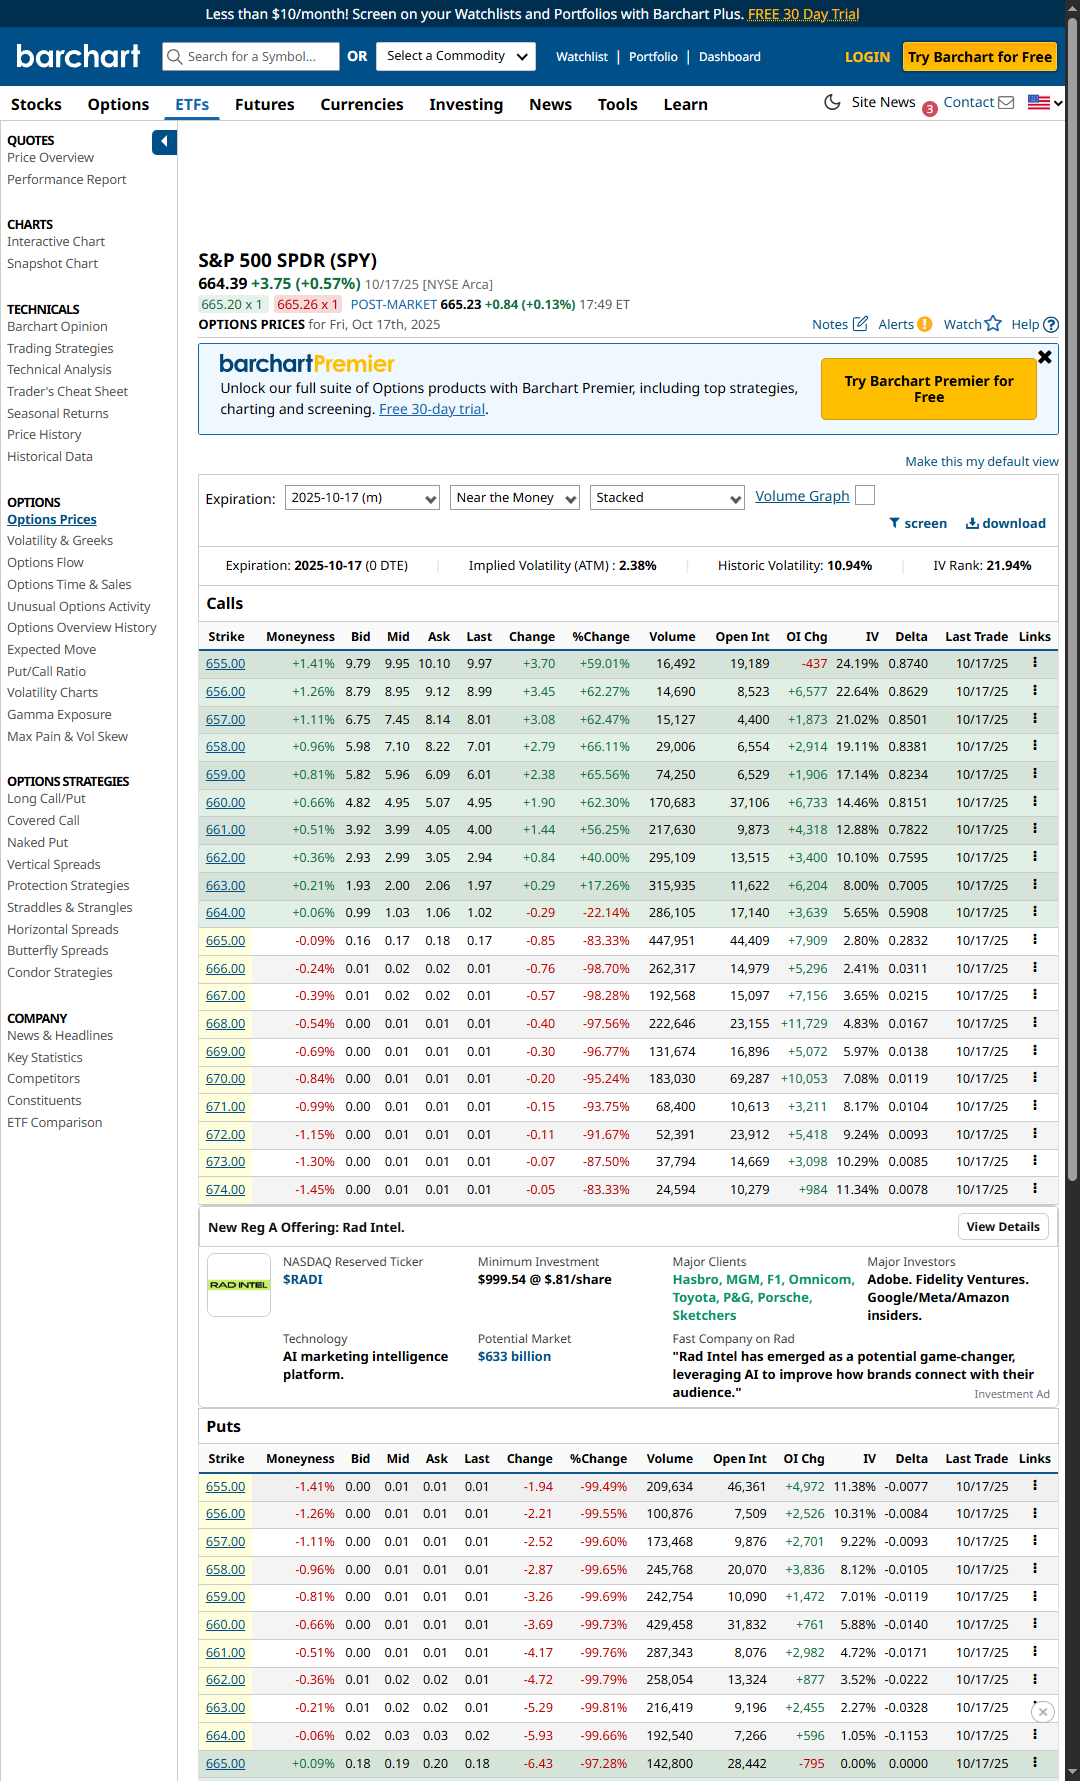 Less than $10/month! Screen on your Watchlists and Portfolios with Barchart Plus. FREE 30 Day Trial
barchart Search for a Symbol... OR Select a Commodity Watchlist | Portfolio | Dashboard LOGIN Try Barchart for Free
Stocks Options ETFs Futures Currencies Investing News Tools Learn Site News 3 Contact
QUOTES
Price Overview
Performance Report
CHARTS
Interactive Chart
Snapshot Chart
TECHNICALS
Barchart Opinion
Trading Strategies
Technical Analysis
Trader's Cheat Sheet
Seasonal Returns
Price History
Historical Data
OPTIONS
Options Prices
Volatility & Greeks
Options Flow
Options Time & Sales
Unusual Options Activity
Options Overview History
Expected Move
Put/Call Ratio
Volatility Charts
Gamma Exposure
Max Pain & Vol Skew
OPTIONS STRATEGIES
Long Call/Put
Covered Call
Naked Put
Vertical Spreads
Protection Strategies
Straddles & Strangles
Horizontal Spreads
Butterfly Spreads
Condor Strategies
COMPANY
News & Headlines
Key Statistics
Competitors
Constituents
ETF Comparison
S&P 500 SPDR (SPY)
664.39 +3.75 (+0.57%) 10/17/25 [NYSE Arca]
665.20 x 1 665.26 x 1 POST-MARKET 665.23 +0.84 (+0.13%) 17:49 ET
OPTIONS PRICES for Fri, Oct 17th, 2025 Notes Alerts Watch Help
barchartPremier
Unlock our full suite of Options products with Barchart Premier, including top strategies,
charting and screening. Free 30-day trial.
Try Barchart Premier for
Free
Make this my default view
Expiration: 2025-10-17 (m) Near the Money Stacked Volume Graph
screen download
Expiration: 2025-10-17 (0 DTE) Implied Volatility (ATM) : 2.38% Historic Volatility: 10.94% IV Rank: 21.94%
Calls
Strike Moneyness Bid Mid Ask Last Change %Change Volume Open Int OI Chg IV Delta Last Trade Links
655.00 +1.41% 9.79 9.95 10.10 9.97 +3.70 +59.01% 16,492 19,189 -437 24.19% 0.8740 10/17/25
656.00 +1.26% 8.79 8.95 9.12 8.99 +3.45 +62.27% 14,690 8,523 +6,577 22.64% 0.8629 10/17/25
657.00 +1.11% 6.75 7.45 8.14 8.01 +3.08 +62.47% 15,127 4,400 +1,873 21.02% 0.8501 10/17/25
658.00 +0.96% 5.98 7.10 8.22 7.01 +2.79 +66.11% 29,006 6,554 +2,914 19.11% 0.8381 10/17/25
659.00 +0.81% 5.82 5.96 6.09 6.01 +2.38 +65.56% 74,250 6,529 +1,906 17.14% 0.8234 10/17/25
660.00 +0.66% 4.82 4.95 5.07 4.95 +1.90 +62.30% 170,683 37,106 +6,733 14.46% 0.8151 10/17/25
661.00 +0.51% 3.92 3.99 4.05 4.00 +1.44 +56.25% 217,630 9,873 +4,318 12.88% 0.7822 10/17/25
662.00 +0.36% 2.93 2.99 3.05 2.94 +0.84 +40.00% 295,109 13,515 +3,400 10.10% 0.7595 10/17/25
663.00 +0.21% 1.93 2.00 2.06 1.97 +0.29 +17.26% 315,935 11,622 +6,204 8.00% 0.7005 10/17/25
664.00 +0.06% 0.99 1.03 1.06 1.02 -0.29 -22.14% 286,105 17,140 +3,639 5.65% 0.5908 10/17/25
665.00 -0.09% 0.16 0.17 0.18 0.17 -0.85 -83.33% 447,951 44,409 +7,909 2.80% 0.2832 10/17/25
666.00 -0.24% 0.01 0.02 0.02 0.01 -0.76 -98.70% 262,317 14,979 +5,296 2.41% 0.0311 10/17/25
667.00 -0.39% 0.01 0.02 0.02 0.01 -0.57 -98.28% 192,568 15,097 +7,156 3.65% 0.0215 10/17/25
668.00 -0.54% 0.00 0.01 0.01 0.01 -0.40 -97.56% 222,646 23,155 +11,729 4.83% 0.0167 10/17/25
669.00 -0.69% 0.00 0.01 0.01 0.01 -0.30 -96.77% 131,674 16,896 +5,072 5.97% 0.0138 10/17/25
670.00 -0.84% 0.00 0.01 0.01 0.01 -0.20 -95.24% 183,030 69,287 +10,053 7.08% 0.0119 10/17/25
671.00 -0.99% 0.00 0.01 0.01 0.01 -0.15 -93.75% 68,400 10,613 +3,211 8.17% 0.0104 10/17/25
672.00 -1.15% 0.00 0.01 0.01 0.01 -0.11 -91.67% 52,391 23,912 +5,418 9.24% 0.0093 10/17/25
673.00 -1.30% 0.00 0.01 0.01 0.01 -0.07 -87.50% 37,794 14,669 +3,098 10.29% 0.0085 10/17/25
674.00 -1.45% 0.00 0.01 0.01 0.01 -0.05 -83.33% 24,594 10,279 +984 11.34% 0.0078 10/17/25
New Reg A Offering: Rad Intel. View Details
RAD INTEL
NASDAQ Reserved Ticker
$RADI
Minimum Investment
$999.54 @ $.81/share
Major Clients
Hasbro, MGM, F1, Omnicom,
Toyota, P&G, Porsche,
Sketchers
Major Investors
Adobe. Fidelity Ventures.
Google/Meta/Amazon
insiders.
Technology
AI marketing intelligence
platform.
Potential Market
$633 billion
Fast Company on Rad
"Rad Intel has emerged as a potential game-changer,
leveraging AI to improve how brands connect with their
audience."
Investment Ad
Puts
Strike Moneyness Bid Mid Ask Last Change %Change Volume Open Int OI Chg IV Delta Last Trade Links
655.00 -1.41% 0.00 0.01 0.01 0.01 -1.94 -99.49% 209,634 46,361 +4,972 11.38% -0.0077 10/17/25
656.00 -1.26% 0.00 0.01 0.01 0.01 -2.21 -99.55% 100,876 7,509 +2,526 10.31% -0.0084 10/17/25
657.00 -1.11% 0.00 0.01 0.01 0.01 -2.52 -99.60% 173,468 9,876 +2,701 9.22% -0.0093 10/17/25
658.00 -0.96% 0.00 0.01 0.01 0.01 -2.87 -99.65% 245,768 20,070 +3,836 8.12% -0.0105 10/17/25
659.00 -0.81% 0.00 0.01 0.01 0.01 -3.26 -99.69% 242,754 10,090 +1,472 7.01% -0.0119 10/17/25
660.00 -0.66% 0.00 0.01 0.01 0.01 -3.69 -99.73% 429,458 31,832 +761 5.88% -0.0140 10/17/25
661.00 -0.51% 0.00 0.01 0.01 0.01 -4.17 -99.76% 287,343 8,076 +2,982 4.72% -0.0171 10/17/25
662.00 -0.36% 0.01 0.02 0.02 0.01 -4.72 -99.79% 258,054 13,324 +877 3.52% -0.0222 10/17/25
663.00 -0.21% 0.01 0.02 0.02 0.01 -5.29 -99.81% 216,419 9,196 +2,455 2.27% -0.0328 10/17/25
664.00 -0.06% 0.02 0.03 0.03 0.02 -5.93 -99.66% 192,540 7,266 +596 1.05% -0.1153 10/17/25
665.00 +0.09% 0.18 0.19 0.20 0.18 -6.43 -97.28% 142,800 28,442 -795 0.00% 0.0000 10/17/25